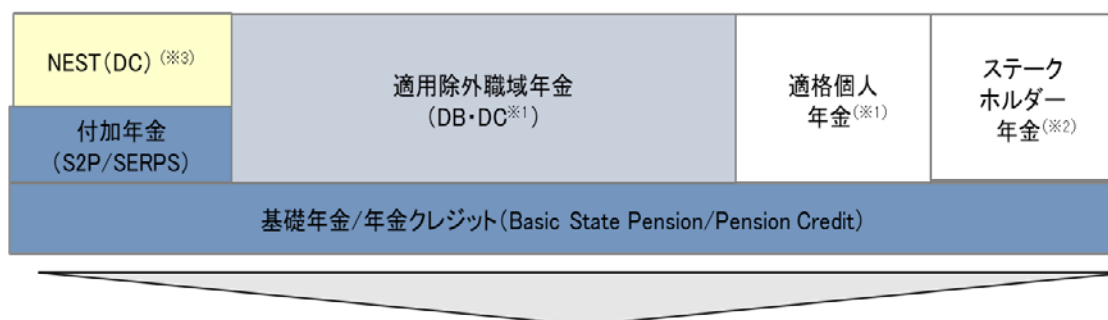 NEST(DC) (※3)
付加年金
(S2P/SERPS)
適用除外職域年金
(DB・DC※1)
適格個人
年金(※1)
ステーク
ホルダー
年金(※2)
基礎年金/年金クレジット(Basic State Pension/Pension Credit)